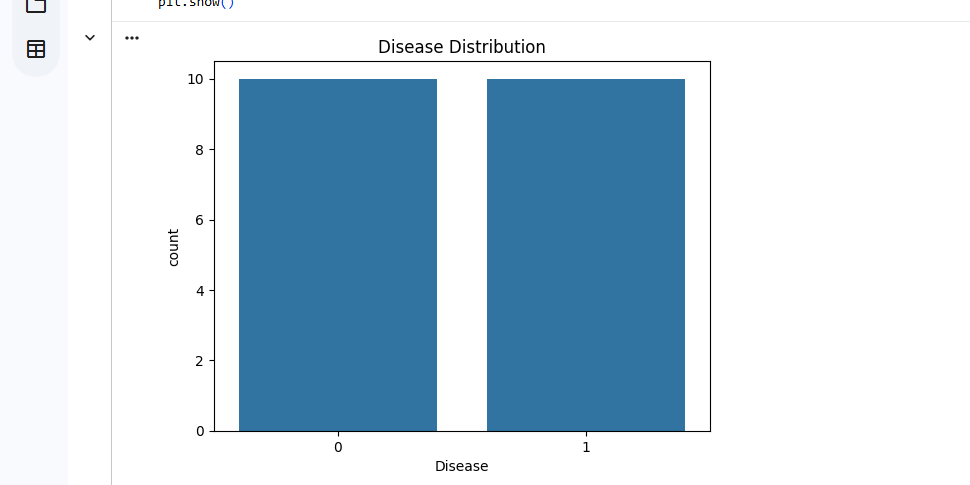 plt.show()
Disease Distribution
10
8
6
4
2
0
count
0 1
Disease